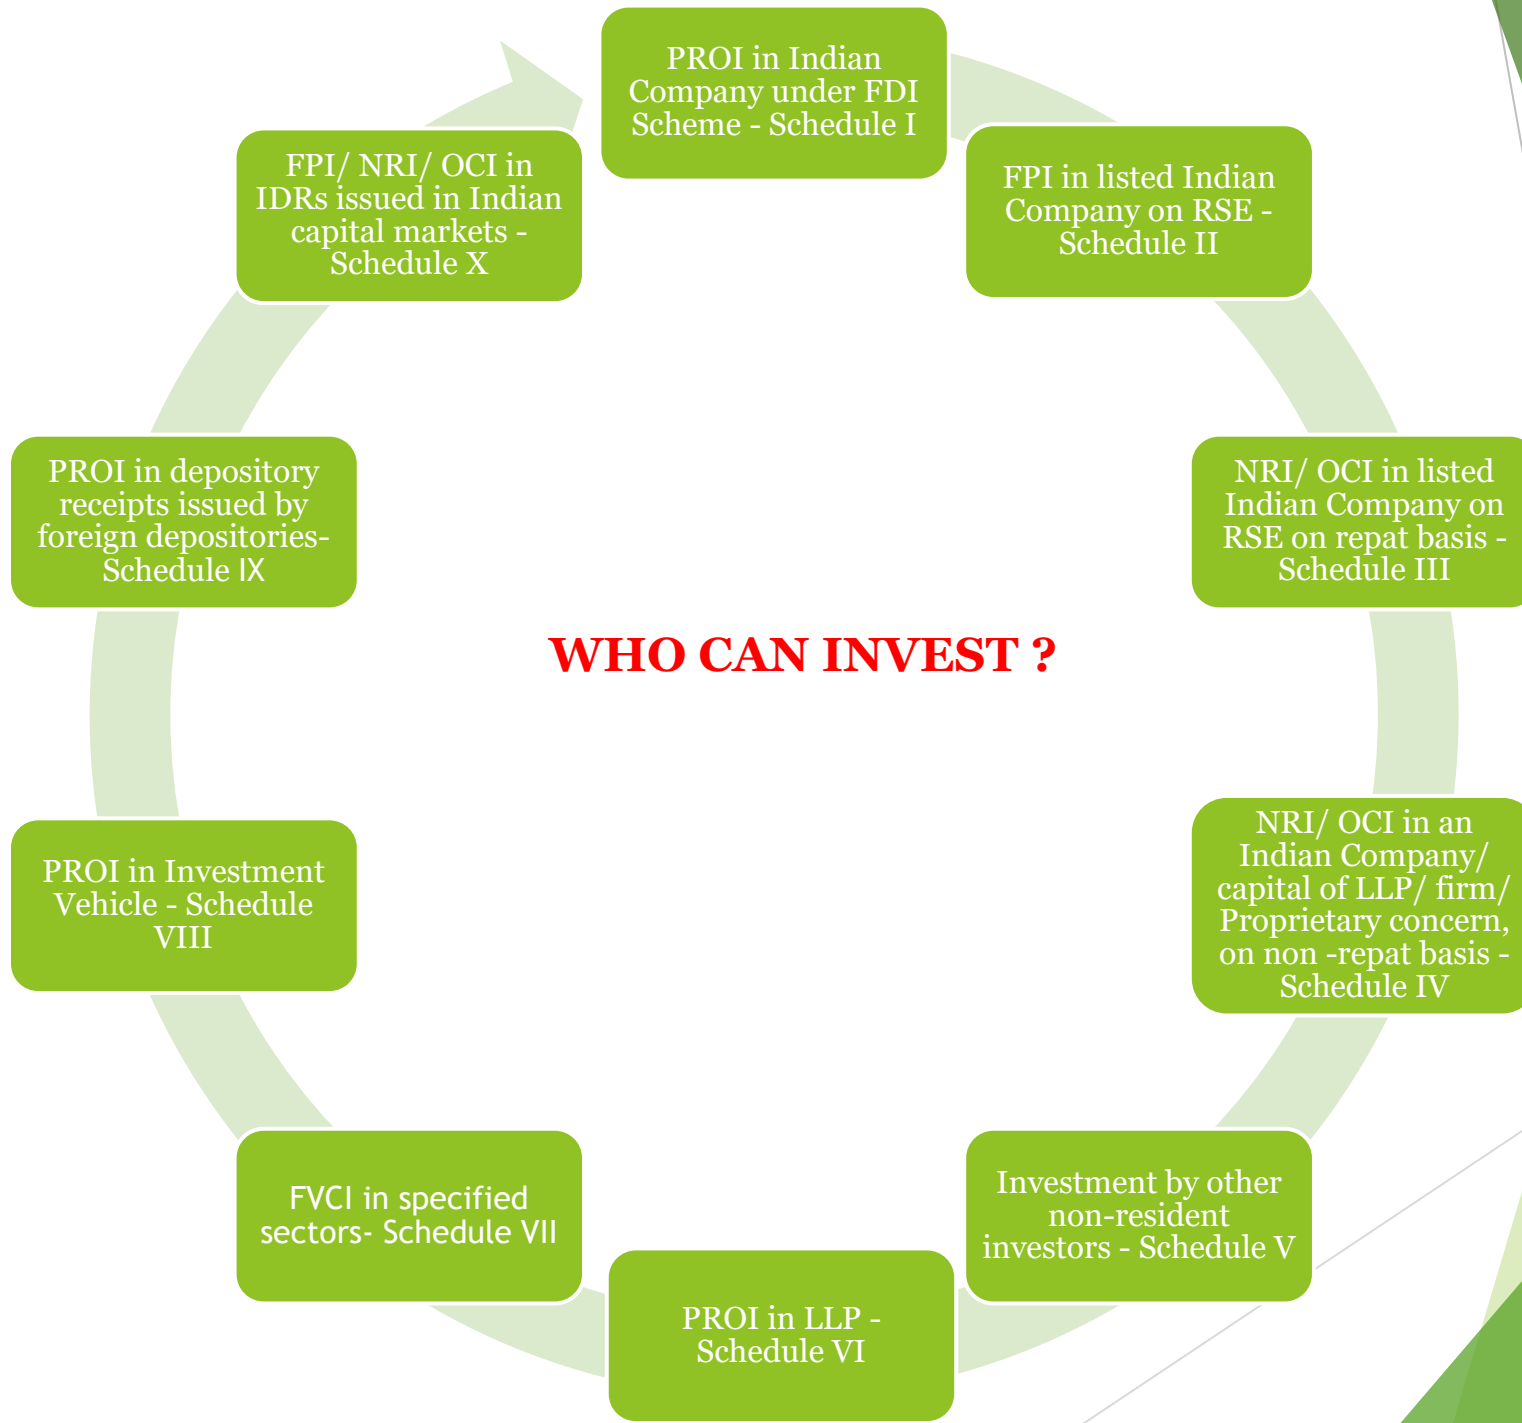 PROI in Indian
Company under FDI
Scheme - Schedule I
FPI in listed Indian
Company on RSE -
Schedule II
NRI/ OCI in listed
Indian Company on
RSE on repat basis -
Schedule III
NRI/ OCI in an
Indian Company/
capital of LLP/ firm/
Proprietary concern,
on non -repat basis -
Schedule IV
Investment by other
non-resident
investors - Schedule V
PROI in LLP -
Schedule VI
FVCI in specified
sectors- Schedule VII
PROI in Investment
Vehicle - Schedule
VIII
PROI in depository
receipts issued by
foreign depositories-
Schedule IX
FPI/ NRI/ OCI in
IDRs issued in Indian
capital markets -
Schedule X
WHO CAN INVEST ?